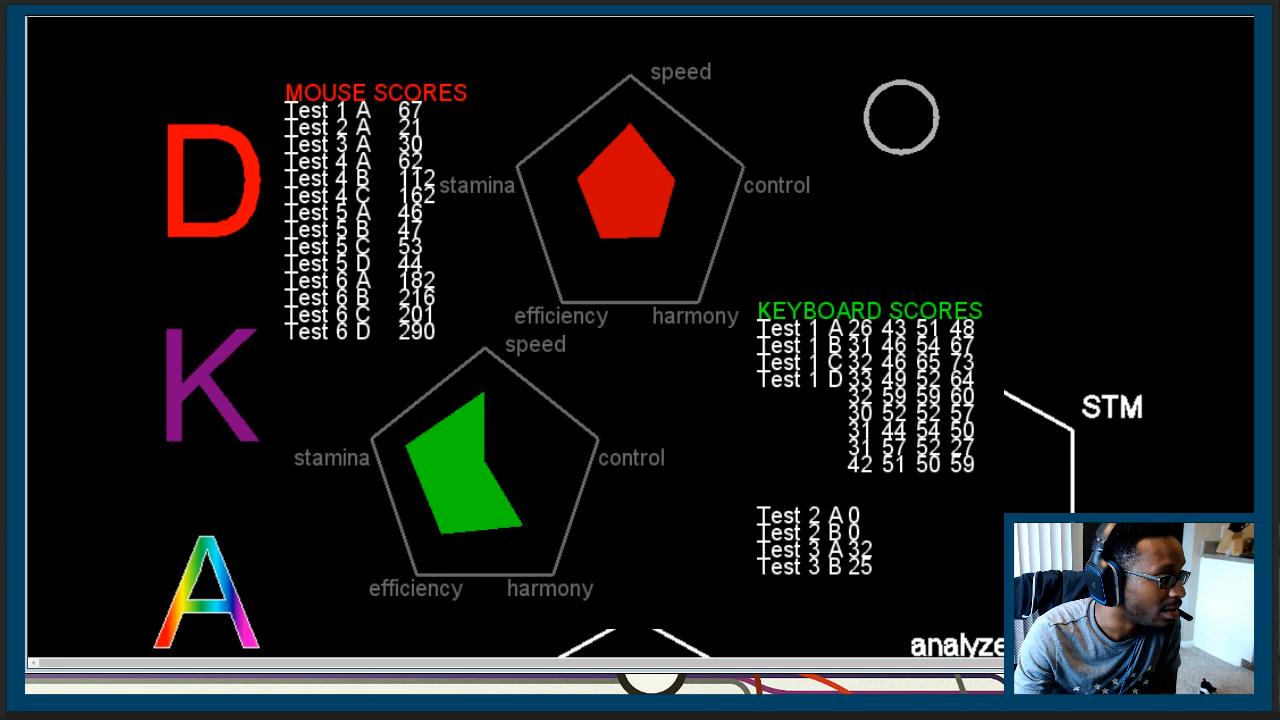 D
K
A
MOUSE SCORES
Test 1 A 67
Test 2 A 21
Test 3 A 30
Test 4 A 62
Test 4 B 112
Test 4 C 162
Test 5 A 46
Test 5 B 47
Test 5 C 53
Test 5 D 44
Test 6 A 182
Test 6 B 216
Test 6 C 201
Test 6 D 290
speed
stamina
control
efficiency
harmony
speed
stamina
control
efficiency
harmony
KEYBOARD SCORES
Test 1 A 26 43 51 48
Test 1 B 31 46 54 67
Test 1 C 32 46 65 73
Test 1 D 33 49 52 64
32 59 59 60
30 52 52 57
31 44 54 50
31 57 52 27
42 51 50 59
Test 2 A 0
Test 2 B 0
Test 3 A 32
Test 3 B 25
STM
analyze